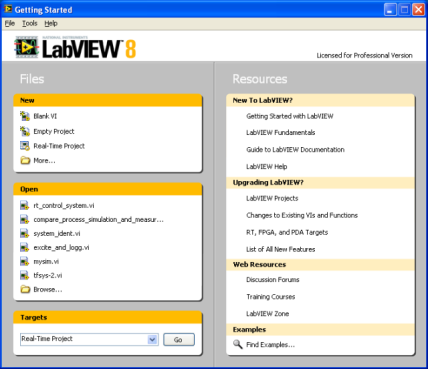 Getting Started
File Tools Help
NATIONAL INSTRUMENTS
LabVIEW 8
Licensed for Professional Version
Files
New
Blank VI
Empty Project
Real-Time Project
More...
Open
rt_control_system.vi
compare_process_simulation_and_measur...
system_ident.vi
excite_and_logg.vi
mysim.vi
tfsys-2.vi
Browse...
Targets
Real-Time Project
Go
Resources
New To LabVIEW?
Getting Started with LabVIEW
LabVIEW Fundamentals
Guide to LabVIEW Documentation
LabVIEW Help
Upgrading LabVIEW?
LabVIEW Projects
Changes to Existing VIs and Functions
RT, FPGA, and PDA Targets
List of All New Features
Web Resources
Discussion Forums
Training Courses
LabVIEW Zone
Examples
Find Examples...